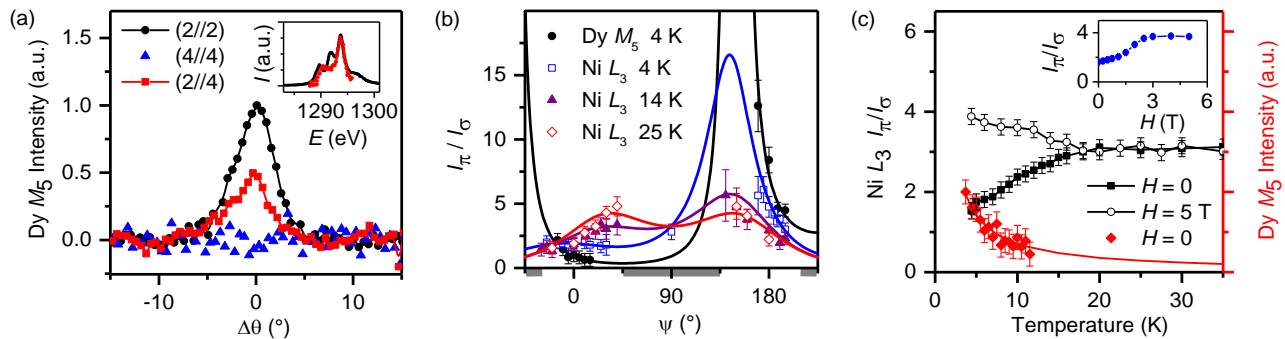 (a)
Dy M5 Intensity (a.u.)
1.5
1.0
0.5
0.0
-10
0
10
Δθ (°)
(2//2)
(4//4)
(2//4)
I (a.u.)
1290
1300
E (eV)
(b)
Iπ / Iσ
15
10
5
0
0
90
180
ψ (°)
Dy M5 4 K
Ni L3 4 K
Ni L3 14 K
Ni L3 25 K
(c)
Ni L3 Iπ/Iσ
6
4
2
0
0
10
20
30
Temperature (K)
Dy M5 Intensity (a.u.)
Iπ/Iσ
0
3
6
H (T)
H = 0
H = 5 T
H = 0